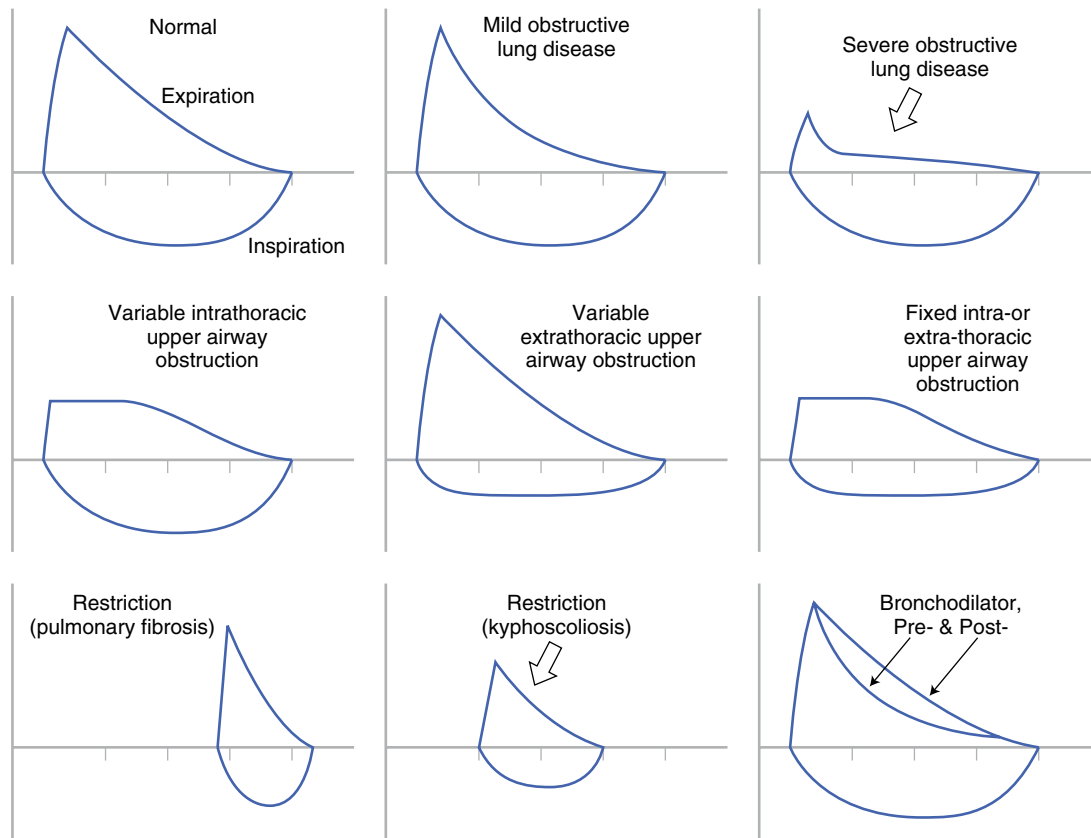 Normal
Expiration
Inspiration
Mild obstructive
lung disease
Severe obstructive
lung disease
Variable intrathoracic
upper airway
obstruction
Variable
extrathoracic upper
airway obstruction
Fixed intra-or
extra-thoracic
upper airway
obstruction
Restriction
(pulmonary fibrosis)
Restriction
(kyphoscoliosis)
Bronchodilator,
Pre- & Post-